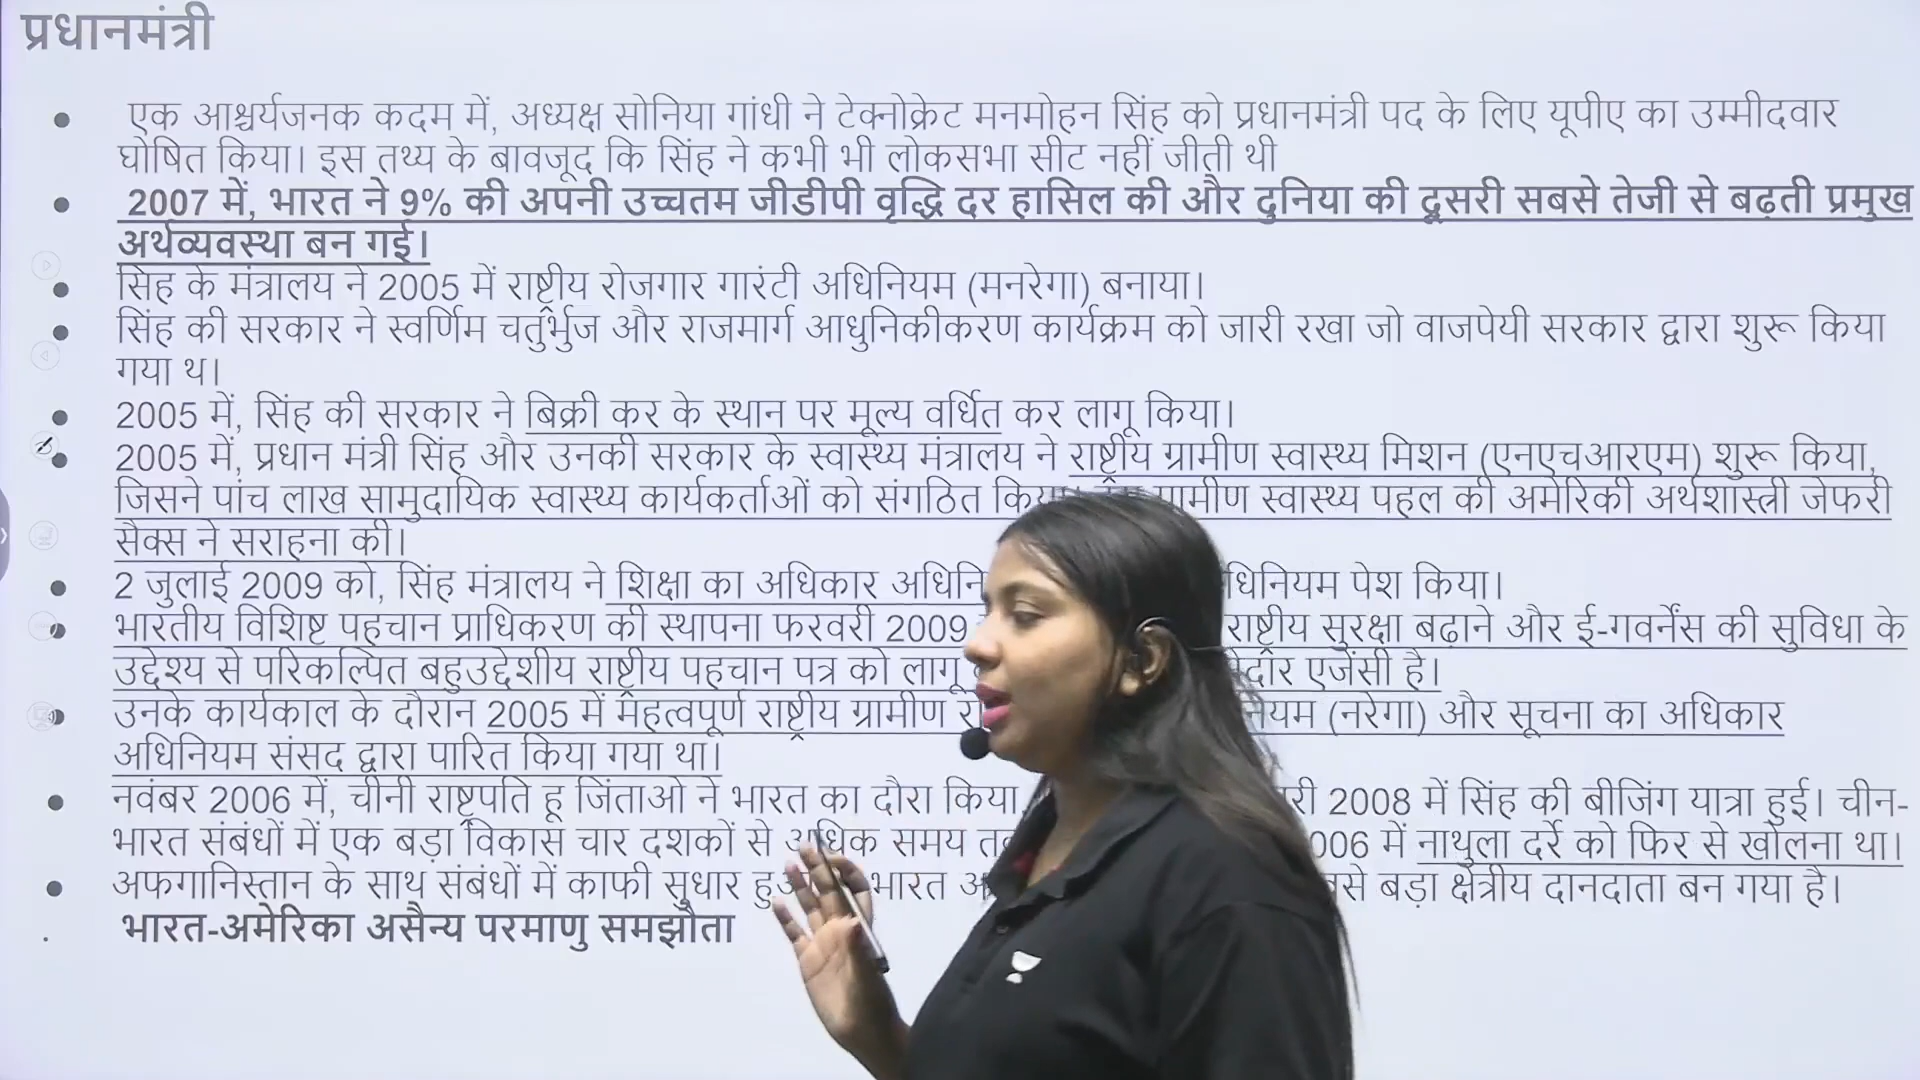 प्रधानमंत्री
एक आश्चर्यजनक कदम में, अध्यक्ष सोनिया गांधी ने टेक्नोक्रेट मनमोहन सिंह को प्रधानमंत्री पद के लिए यूपीए का उम्मीदवार
घोषित किया। इस तथ्य के बावजूद कि सिंह ने कभी भी लोकसभा सीट नहीं जीती थी
2007 में, भारत ने 9% की अपनी उच्चतम जीडीपी वृद्धि दर हासिल की और दुनिया की दूसरी सबसे तेजी से बढ़ती प्रमुख
अर्थव्यवस्था बन गई।
सिंह के मंत्रालय ने 2005 में राष्ट्रीय रोजगार गारंटी अधिनियम (मनरेगा) बनाया।
सिंह की सरकार ने स्वर्णिम चतुर्भुज और राजमार्ग आधुनिकीकरण कार्यक्रम को जारी रखा जो वाजपेयी सरकार द्वारा शुरू किया
गया थ।
2005 में, सिंह की सरकार ने बिक्री कर के स्थान पर मूल्य वर्धित कर लागू किया।
2005 में, प्रधान मंत्री सिंह और उनकी सरकार के स्वास्थ्य मंत्रालय ने राष्ट्रीय ग्रामीण स्वास्थ्य मिशन (एनएचआरएम) शुरू किया,
जिसने पांच लाख सामुदायिक स्वास्थ्य कार्यकर्ताओं को संगठित ग्रामीण स्वास्थ्य पहल की अमेरिकी अर्थशास्त्री जेफरी
सैक्स ने सराहना की।
2 जुलाई 2009 को, सिंह मंत्रालय ने शिक्षा का अधिकार पेश किया।
भारतीय विशिष्ट पहचान प्राधिकरण की स्थापना फरवरी 2009 राष्ट्रीय सुरक्षा बढ़ाने और ई-गवर्नेंस की सुविधा के
उद्देश्य से परिकल्पित बहुउद्देशीय राष्ट्रीय पहचान पत्र को लागू एजेंसी है।
उनके कार्यकाल के दौरान 2005 में महत्वपूर्ण राष्ट्रीय ग्रामीण (नरेगा) और सूचना का अधिकार
अधिनियम संसद द्वारा पारित किया गया था।
नवंबर 2006 में, चीनी राष्ट्रपति हू जिंताओ ने भारत का दौरा किया 2008 में सिंह की बीजिंग यात्रा हुई। चीन-
भारत संबंधों में एक बड़ा विकास चार दशकों से अधिक समय में नाथुला दर्रे को फिर से खोलना था।
अफगानिस्तान के साथ संबंधों में काफी सुधार भारत बड़ा क्षेत्रीय दानदाता बन गया है।
भारत-अमेरिका असैन्य परमाणु समझौता